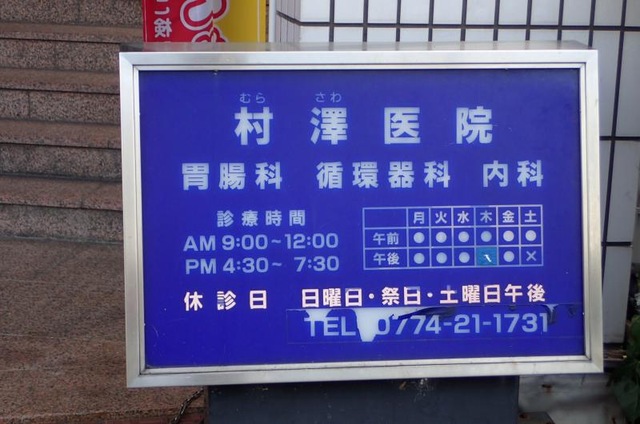 ご検
むら さわ
村澤医院
胃腸科 循環器科 内科
診療時間
AM 9:00~12:00
PM 4:30~ 7:30
月 火 水 木 金 土
午前 ● ● ● ● ● ●
午後 ● ● ● ● ×
休診日 日曜日・祭日・土曜日午後
TEL 0774-21-1731